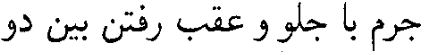 جرم با جلو و عقب رفتن بین دو